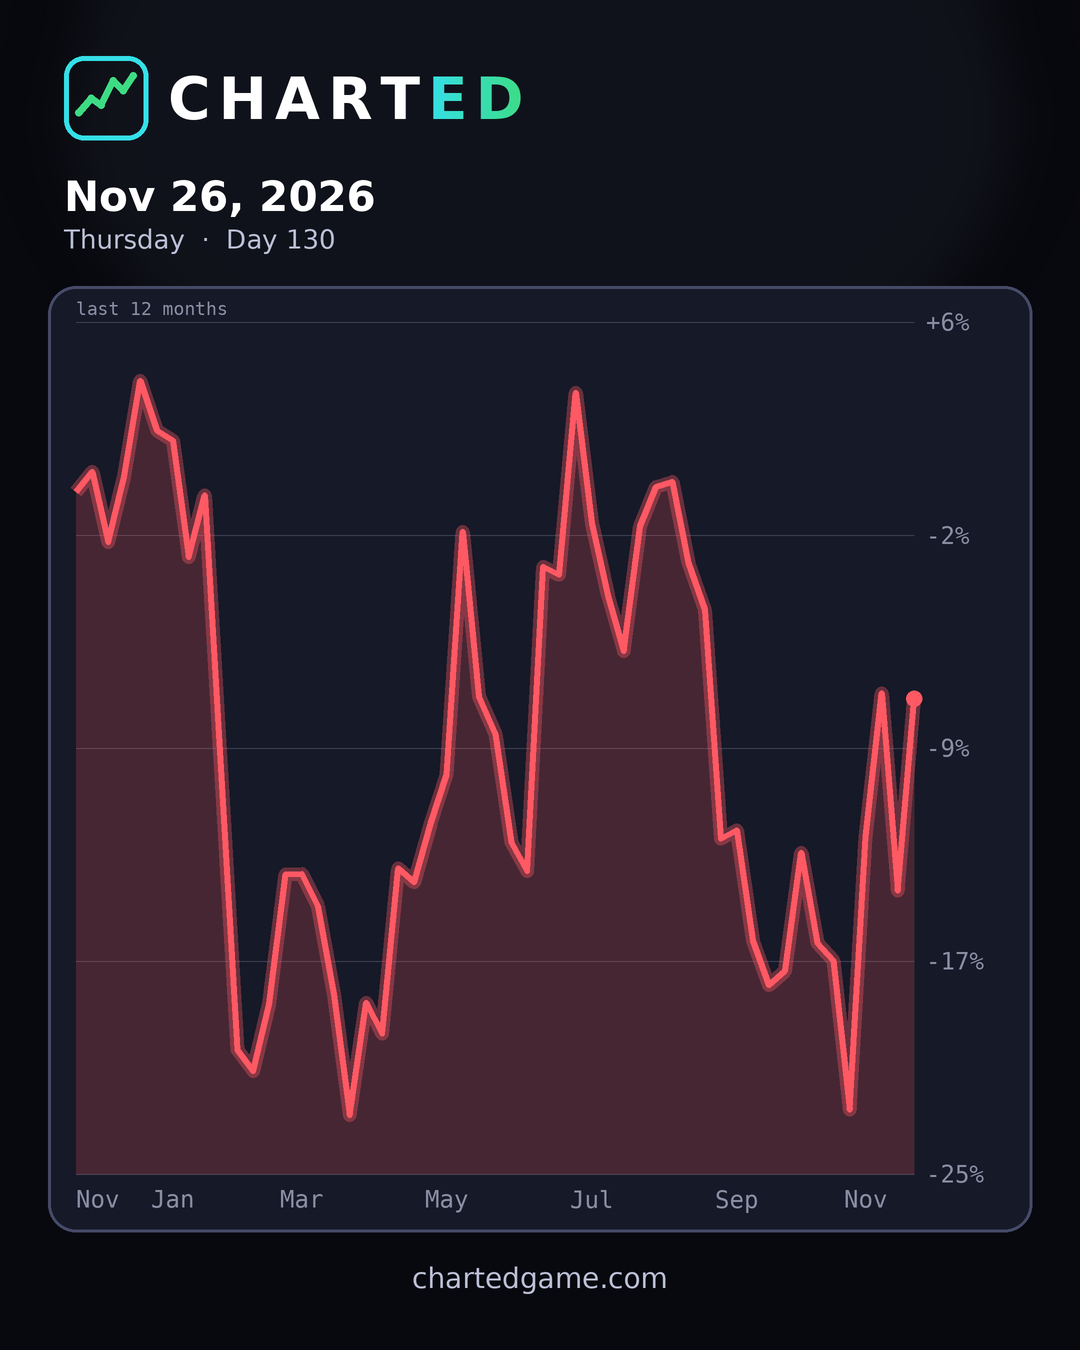 CHARTED
Nov 26, 2026
Thursday · Day 130
last 12 months
+6%
-2%
-9%
-17%
-25%
Nov Jan Mar May Jul Sep Nov
chartedgame.com